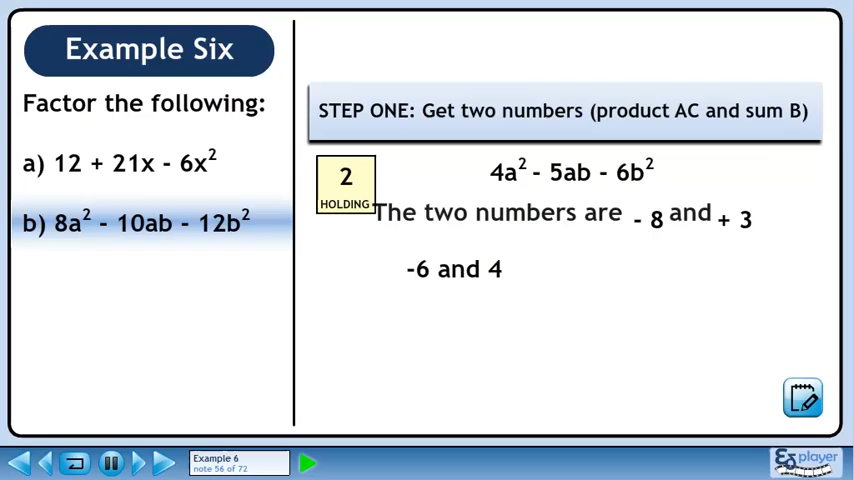 Example Six
Factor the following:
a) 12 + 21x - 6x²
b) 8a² - 10ab - 12b²
STEP ONE: Get two numbers (product AC and sum B)
2
HOLDING
4a² - 5ab - 6b²
The two numbers are - 8 and + 3
-6 and 4
Example 6
note 56 of 72
player